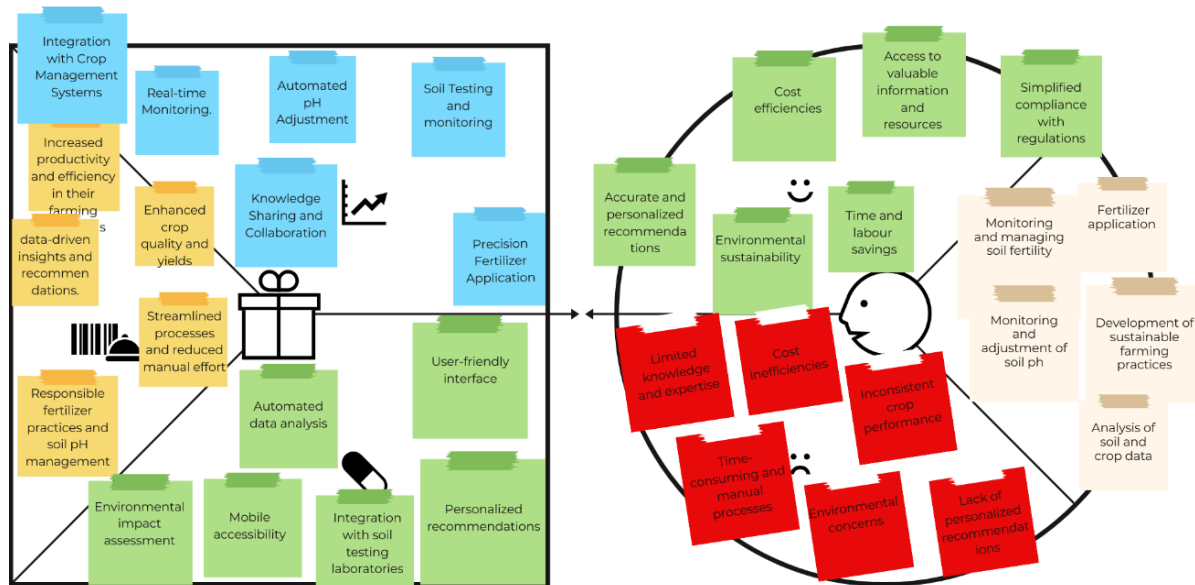 Integration
with Crop
Management
Systems
Real-time
Monitoring.
Automated
pH
Adjustment
Soil Testing
and
monitoring
Increased
productivity
and efficiency
in their
farming
s
Enhanced
crop
quality and
yields
Knowledge
Sharing and
Collaboration
Precision
Fertilizer
Application
data-driven
insights and
recommen
dations.
Streamlined
processes
and reduced
manual effort
Responsible
fertilizer
practices and
soil pH
management
User-friendly
interface
Automated
data analysis
Environmental
impact
assessment
Mobile
accessibility
Integration
with soil
testing
laboratories
Personalized
recommendations
Cost
efficiencies
Access to
valuable
information
and
resources
Simplified
compliance
with
regulations
Accurate and
personalized
recommenda
tions
Environmental
sustainability
Time and
labour
savings
Monitoring
and managing
soil fertility
Fertilizer
application
Monitoring
and
adjustment of
soil ph
Development of
sustainable
farming
practices
Analysis of
soil and
crop data
Limited
knowledge
and expertise
Cost
inefficiencies
Inconsistent
crop
performance
Time-
consuming and
manual
processes
Environmental
concerns
Lack of
personalized
recommendat
ions